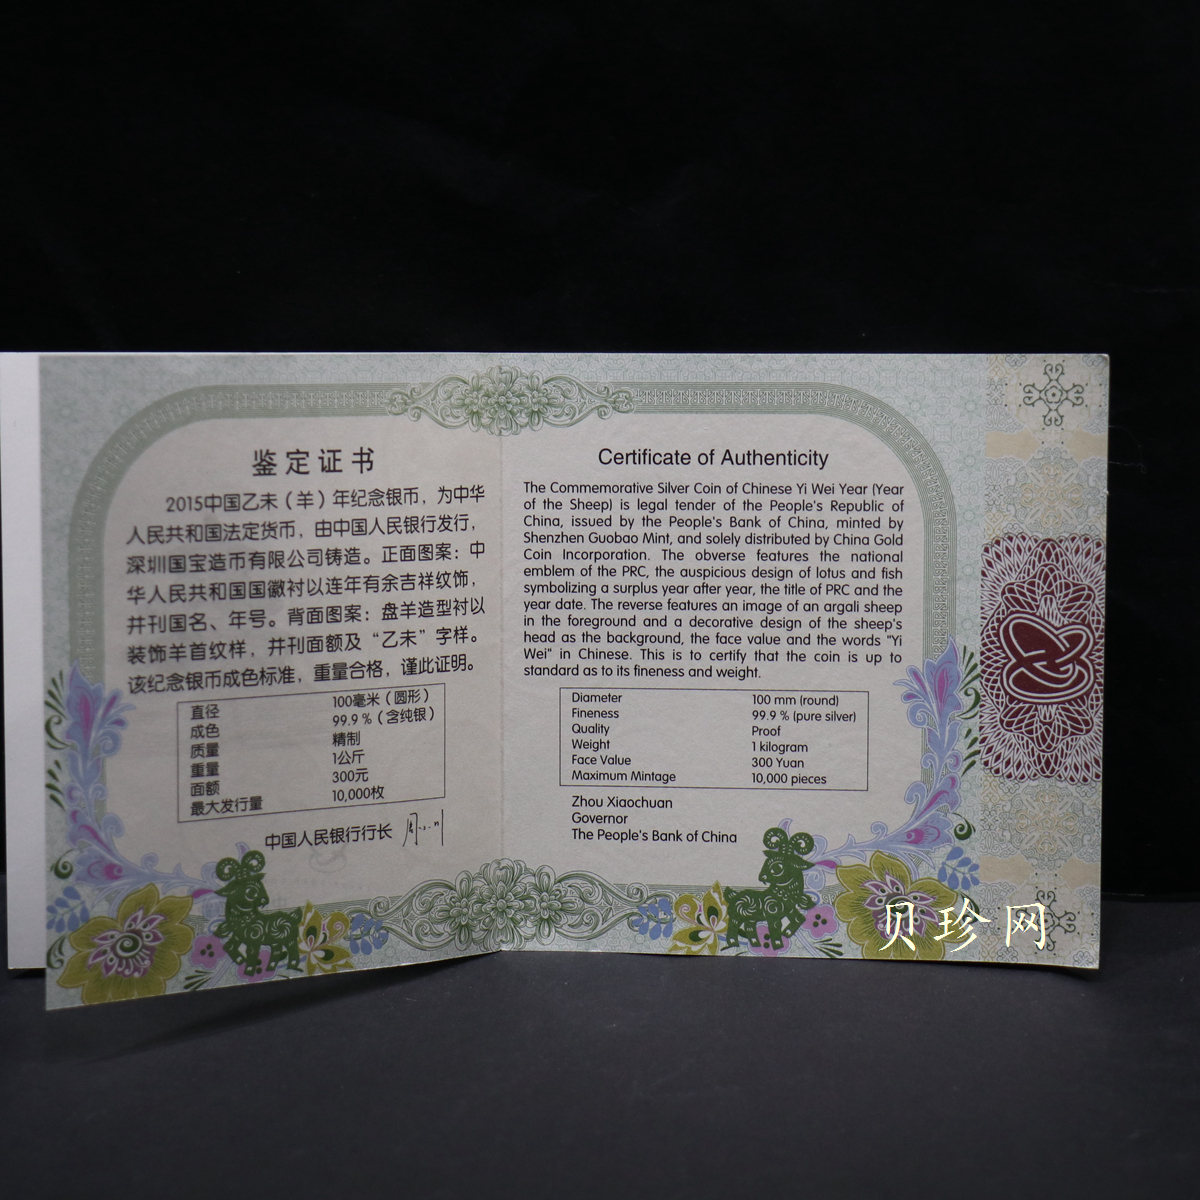 鉴定证书
2015中国乙未（羊）年纪念银币，为中华
人民共和国法定货币，由中国人民银行发行，
深圳国宝造币有限公司铸造。正面图案：中
华人民共和国国徽衬以连年有余吉祥纹饰，
并刊国名、年号。背面图案：盘羊造型衬以
装饰羊首纹样，并刊面额及“乙未”字样。
该纪念银币成色标准，重量合格，谨此证明。
直径 100毫米（圆形）
成色 99.9％（含纯银）
质量 精制
重量 1公斤
面额 300元
最大发行量 10,000枚
中国人民银行行长
Certificate of Authenticity
The Commemorative Silver Coin of Chinese Yi Wei Year (Year
of the Sheep) is legal tender of the People's Republic of
China, issued by the People's Bank of China, minted by
Shenzhen Guobao Mint, and solely distributed by China Gold
Coin Incorporation. The obverse features the national
emblem of the PRC, the auspicious design of lotus and fish
symbolizing a surplus year after year, the title of PRC and the
year date. The reverse features an image of an argali sheep
in the foreground and a decorative design of the sheep's
head as the background, the face value and the words "Yi
Wei" in Chinese. This is to certify that the coin is up to
standard as to its fineness and weight.
Diameter 100 mm (round)
Fineness 99.9 % (pure silver)
Quality Proof
Weight 1 kilogram
Face Value 300 Yuan
Maximum Mintage 10,000 pieces
Zhou Xiaochuan
Governor
The People's Bank of China
贝珍网